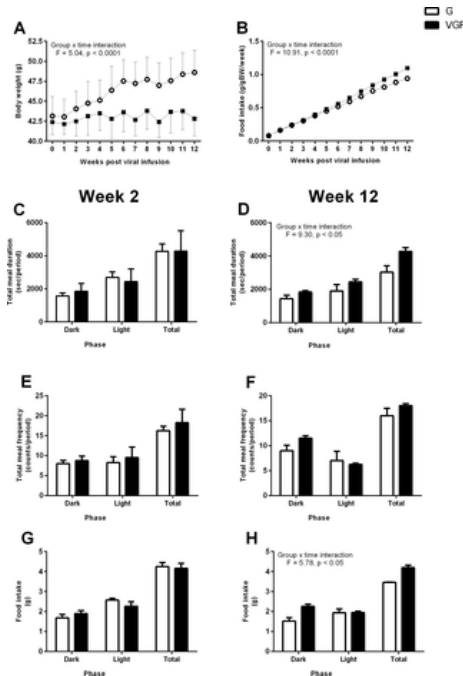 G
VGF
A
B
Group x time interaction
F = 5.04, p < 0.0001
Body weight (g)
52.5
50.0
47.5
45.0
42.5
40.0
0 1 2 3 4 5 6 7 8 9 10 11 12
Weeks post viral infusion
Group x time interaction
F = 10.91, p < 0.0001
Food intake (g/gBW/week)
1.5
1.0
0.5
0.0
0 1 2 3 4 5 6 7 8 9 10 11 12
Weeks post viral infusion
Week 2
Week 12
C
Total meal duration
(sec/period)
6000
4000
2000
0
Dark Light Total
Phase
D
Group x time interaction
F = 9.30, p < 0.05
Total meal duration
(sec/period)
6000
4000
2000
0
Dark Light Total
Phase
E
Total meal frequency
(counts/period)
25
20
15
10
5
0
Dark Light Total
Phase
F
Total meal frequency
(counts/period)
20
15
10
5
0
Dark Light Total
Phase
G
Food intake
(g)
5
4
3
2
1
0
Dark Light Total
Phase
H
Group x time interaction
F = 5.78, p < 0.05
Food intake
(g)
5
4
3
2
1
0
Dark Light Total
Phase